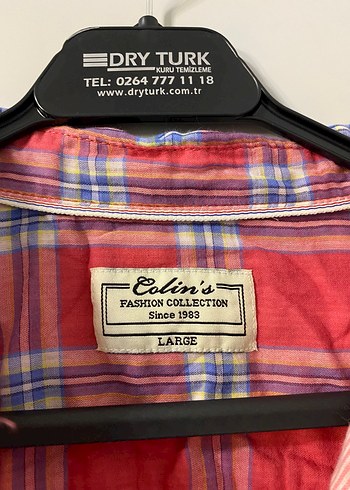 DRY TURK
KURU TEMİZLEME
TEL: 0264 777 11 18
www.dryturk.com.tr
Colin's
FASHION COLLECTION
Since 1983
LARGE